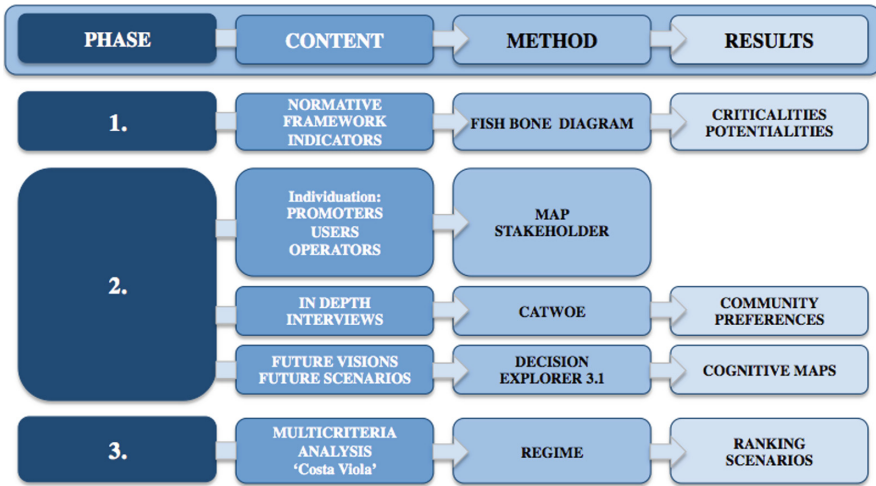 PHASE
CONTENT
METHOD
RESULTS
1.
NORMATIVE
FRAMEWORK
INDICATORS
FISH BONE DIAGRAM
CRITICALITIES
POTENTIALITIES
2.
Individuation:
PROMOTERS
USERS
OPERATORS
MAP
STAKEHOLDER
IN DEPTH
INTERVIEWS
CATWOE
COMMUNITY
PREFERENCES
FUTURE VISIONS
FUTURE SCENARIOS
DECISION
EXPLORER 3.1
COGNITIVE MAPS
3.
MULTICRITERIA
ANALYSIS
‘Costa Viola’
REGIME
RANKING
SCENARIOS